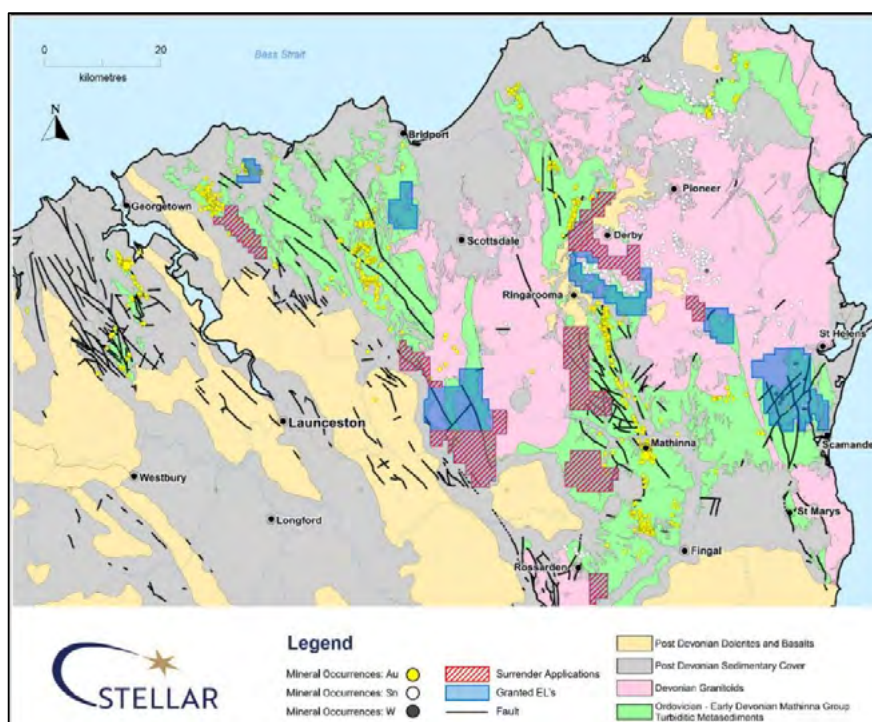 0 20
kilometres
Bass Strait
N
Bridport
Georgetown
Pioneer
Scottsdale
Derby
RIngarooma
St Helens
Launceston
Mathinna
Scamander
Westbury
St Marys
Longford
Fingal
Rossarden
Legend
Mineral Occurrences: Au
Mineral Occurrences: Sn
Mineral Occurrences: W
Surrender Applications
Granted EL's
Fault
Post Devonian Dolerites and Basalts
Post Devonian Sedimentary Cover
Devonian Granitoids
Ordovician - Early Devonian Mathinna Group
Turbiditic Metasediments
STELLAR